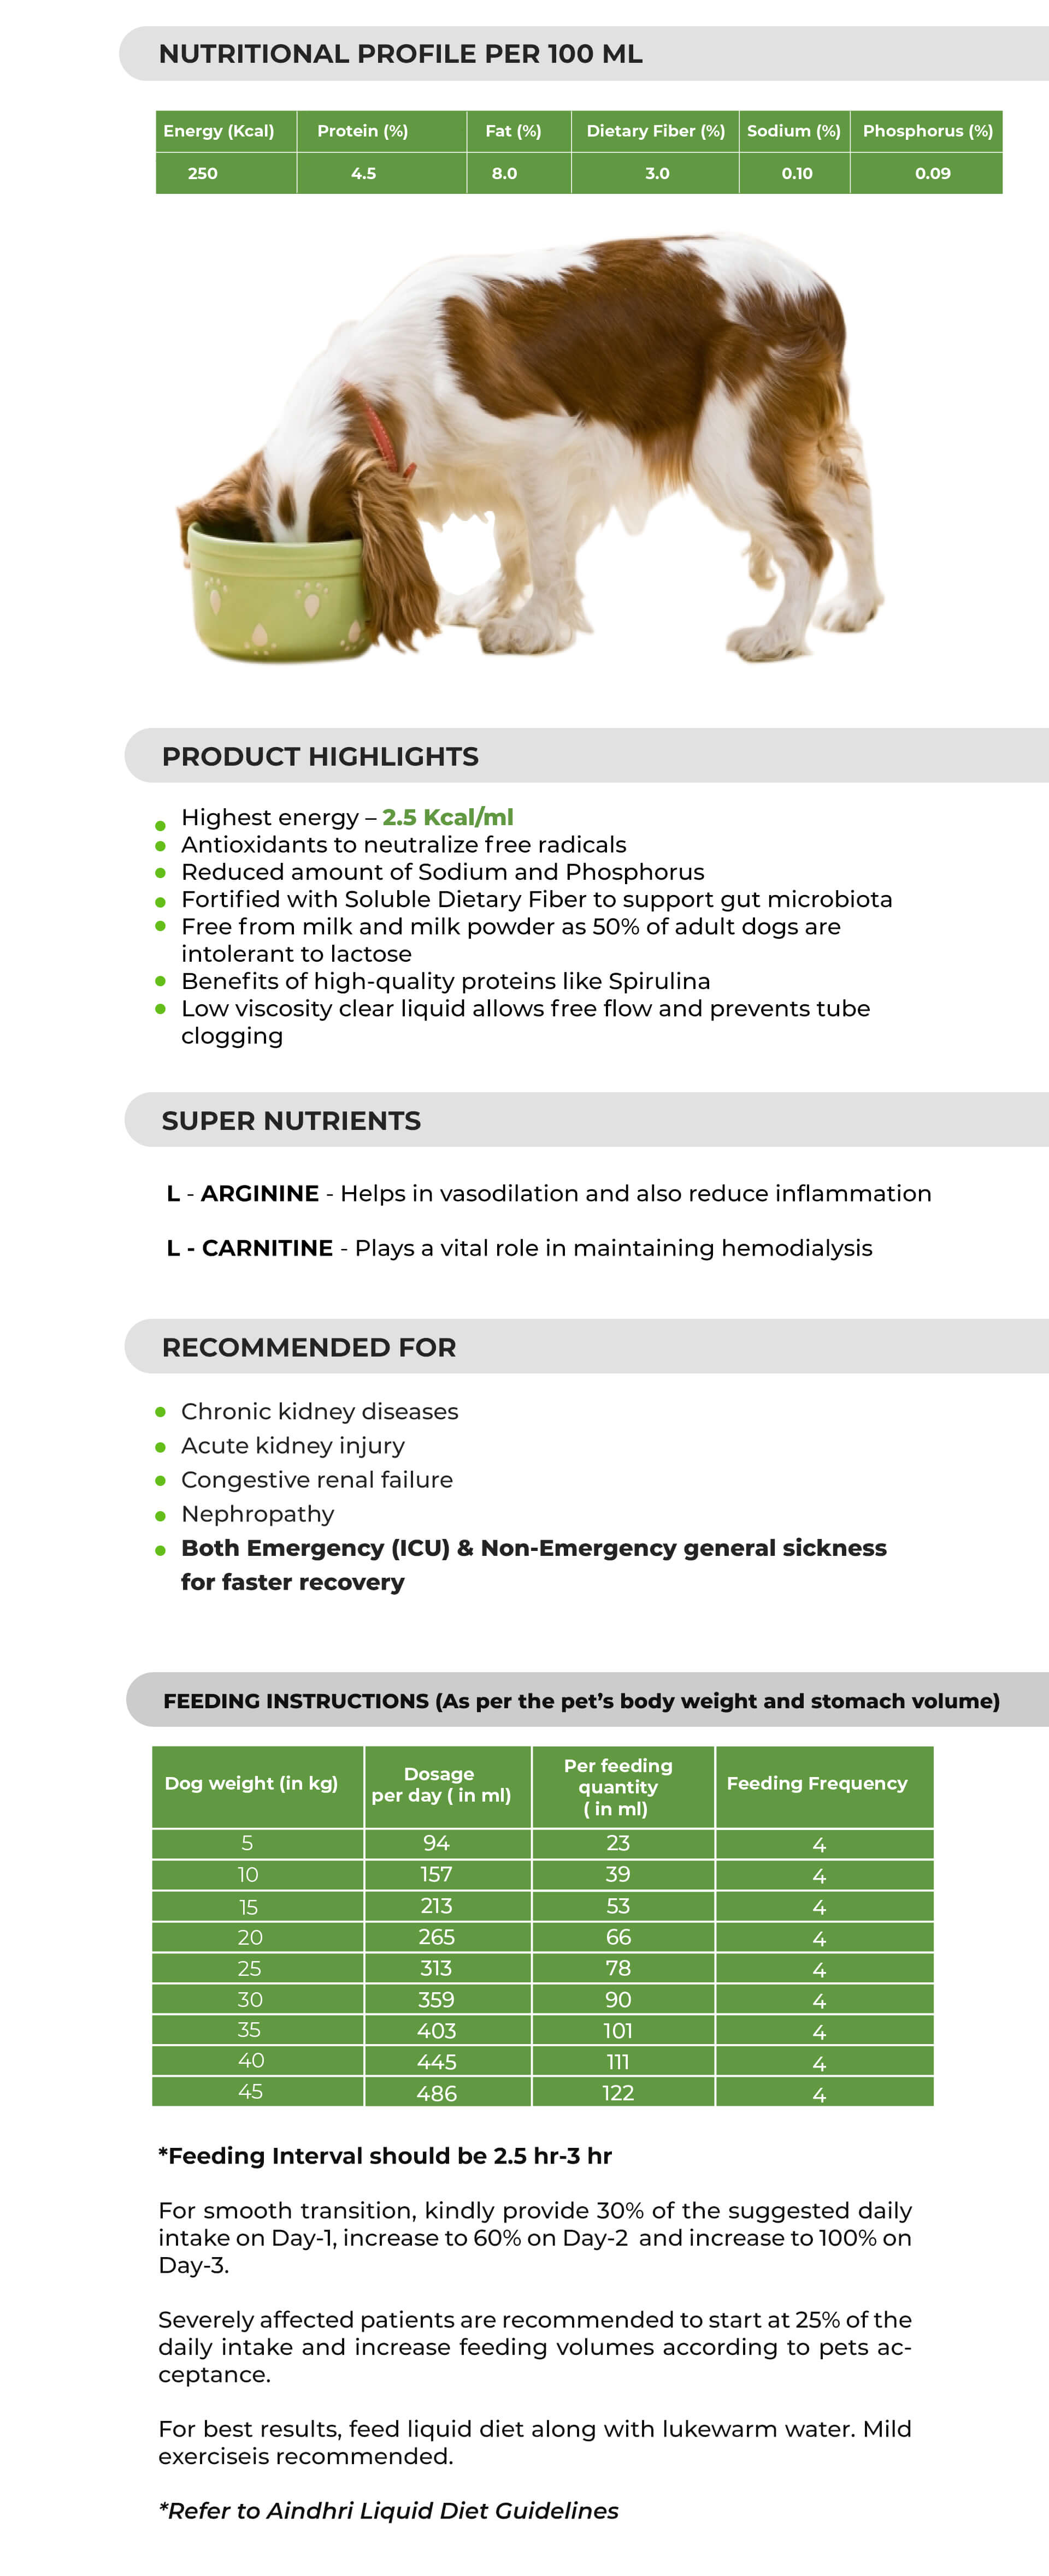 NUTRITIONAL PROFILE PER 100 ML
Energy (Kcal) Protein (%) Fat (%) Dietary Fiber (%) Sodium (%) Phosphorus (%)
250 4.5 8.0 3.0 0.10 0.09
PRODUCT HIGHLIGHTS
Highest energy – 2.5 Kcal/ml
Antioxidants to neutralize free radicals
Reduced amount of Sodium and Phosphorus
Fortified with Soluble Dietary Fiber to support gut microbiota
Free from milk and milk powder as 50% of adult dogs are
intolerant to lactose
Benefits of high-quality proteins like Spirulina
Low viscosity clear liquid allows free flow and prevents tube
clogging
SUPER NUTRIENTS
L - ARGININE - Helps in vasodilation and also reduce inflammation
L - CARNITINE - Plays a vital role in maintaining hemodialysis
RECOMMENDED FOR
Chronic kidney diseases
Acute kidney injury
Congestive renal failure
Nephropathy
Both Emergency (ICU) & Non-Emergency general sickness
for faster recovery
FEEDING INSTRUCTIONS (As per the pet’s body weight and stomach volume)
Dog weight (in kg) Dosage per day ( in ml) Per feeding quantity ( in ml) Feeding Frequency
5 94 23 4
10 157 39 4
15 213 53 4
20 265 66 4
25 313 78 4
30 359 90 4
35 403 101 4
40 445 111 4
45 486 122 4
*Feeding Interval should be 2.5 hr-3 hr
For smooth transition, kindly provide 30% of the suggested daily
intake on Day-1, increase to 60% on Day-2 and increase to 100% on
Day-3.
Severely affected patients are recommended to start at 25% of the
daily intake and increase feeding volumes according to pets ac-
ceptance.
For best results, feed liquid diet along with lukewarm water. Mild
exerciseis recommended.
*Refer to Aindhri Liquid Diet Guidelines